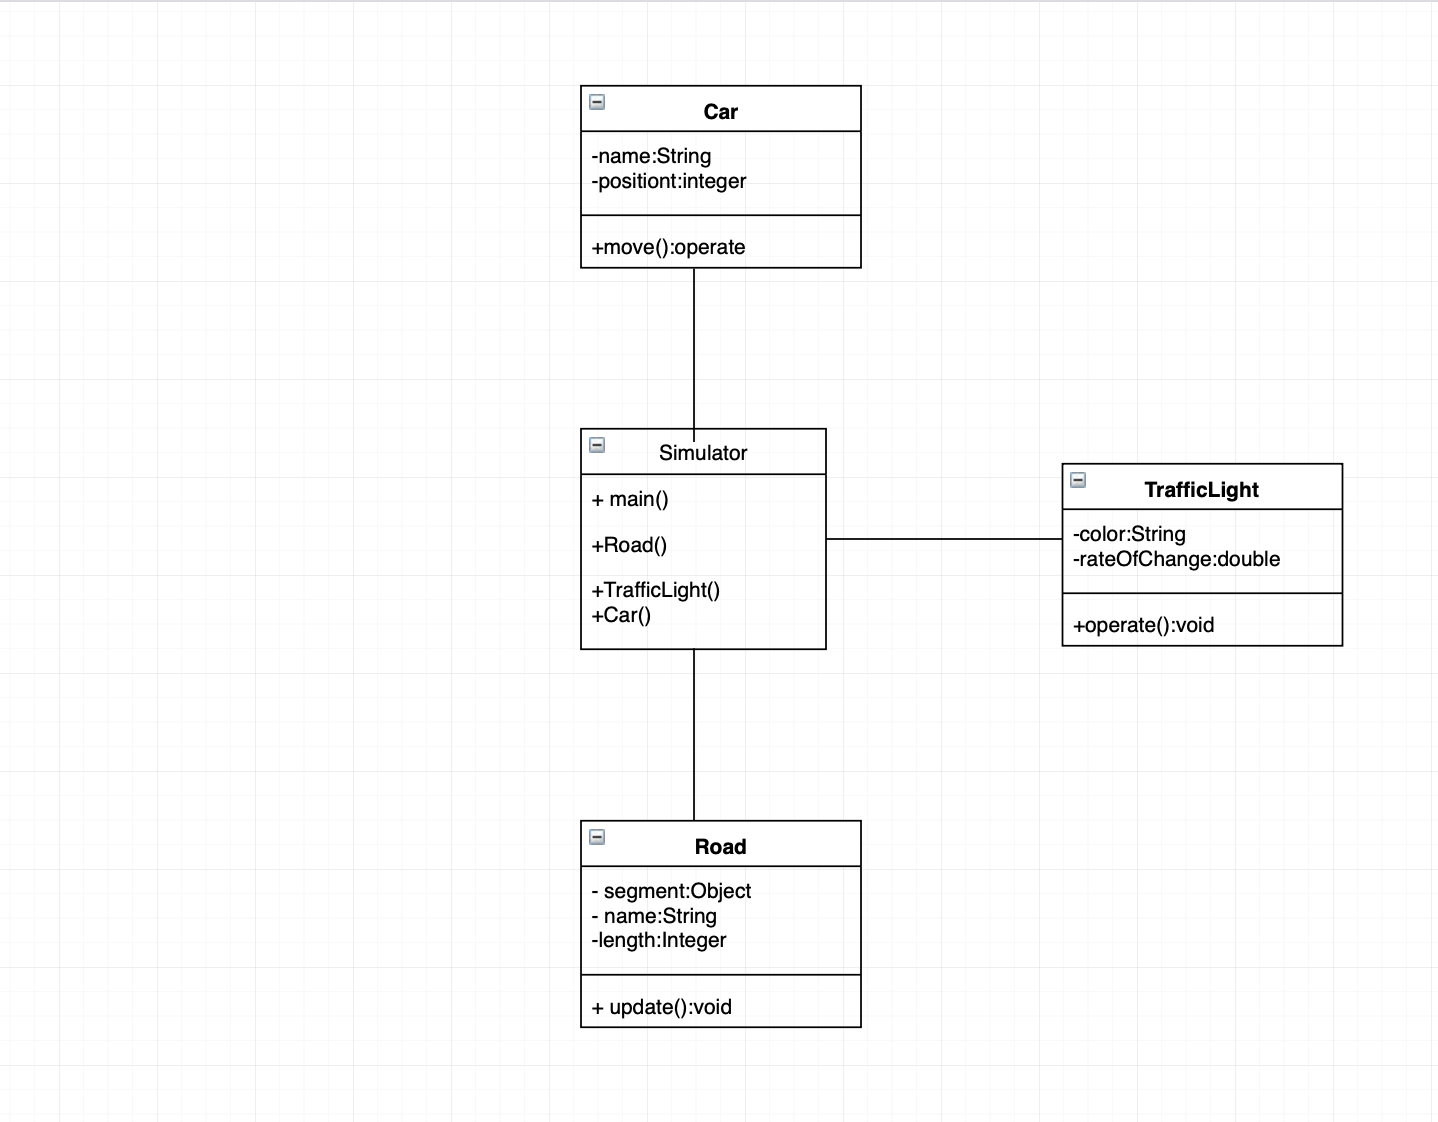 Car
-name:String
-positiont:integer
+move():operate
Simulator
+ main()
+Road()
+TrafficLight()
+Car()
TrafficLight
-color:String
-rateOfChange:double
+operate():void
Road
- segment:Object
- name:String
-length:Integer
+ update():void